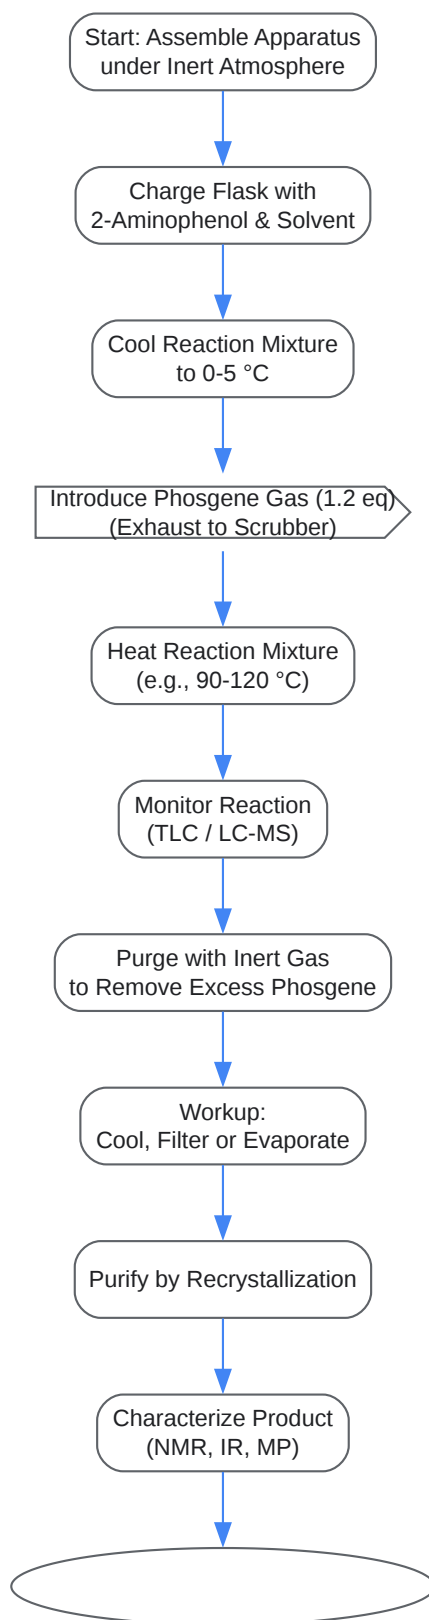 Start: Assemble Apparatus
under Inert Atmosphere
Charge Flask with
2-Aminophenol & Solvent
Cool Reaction Mixture
to 0-5 °C
Introduce Phosgene Gas (1.2 eq)
(Exhaust to Scrubber)
Heat Reaction Mixture
(e.g., 90-120 °C)
Monitor Reaction
(TLC / LC-MS)
Purge with Inert Gas
to Remove Excess Phosgene
Workup:
Cool, Filter or Evaporate
Purify by Recrystallization
Characterize Product
(NMR, IR, MP)